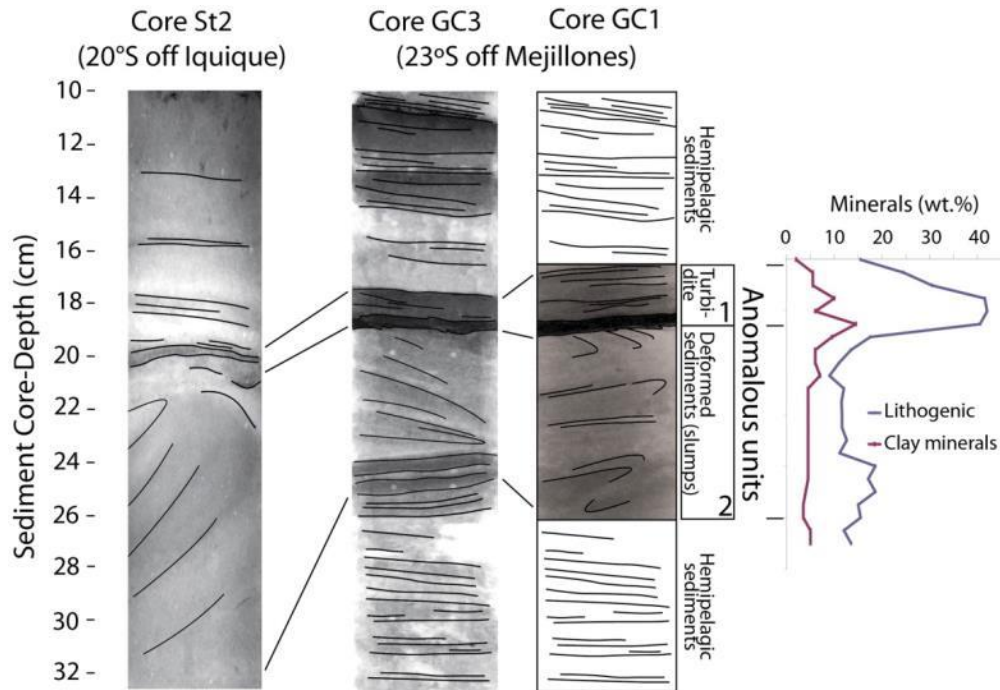 Core St2
(20°S off Iquique)
Core GC3
Core GC1
(23ºS off Mejillones)
Sediment Core-Depth (cm)
10
12
14
16
18
20
22
24
26
28
30
32
Hemipelagic
sediments
Turbi-
dite
1
Deformed
sediments (slumps)
2
Anomalous units
Hemipelagic
sediments
Minerals (wt.%)
0 10 20 30 40
Lithogenic
Clay minerals